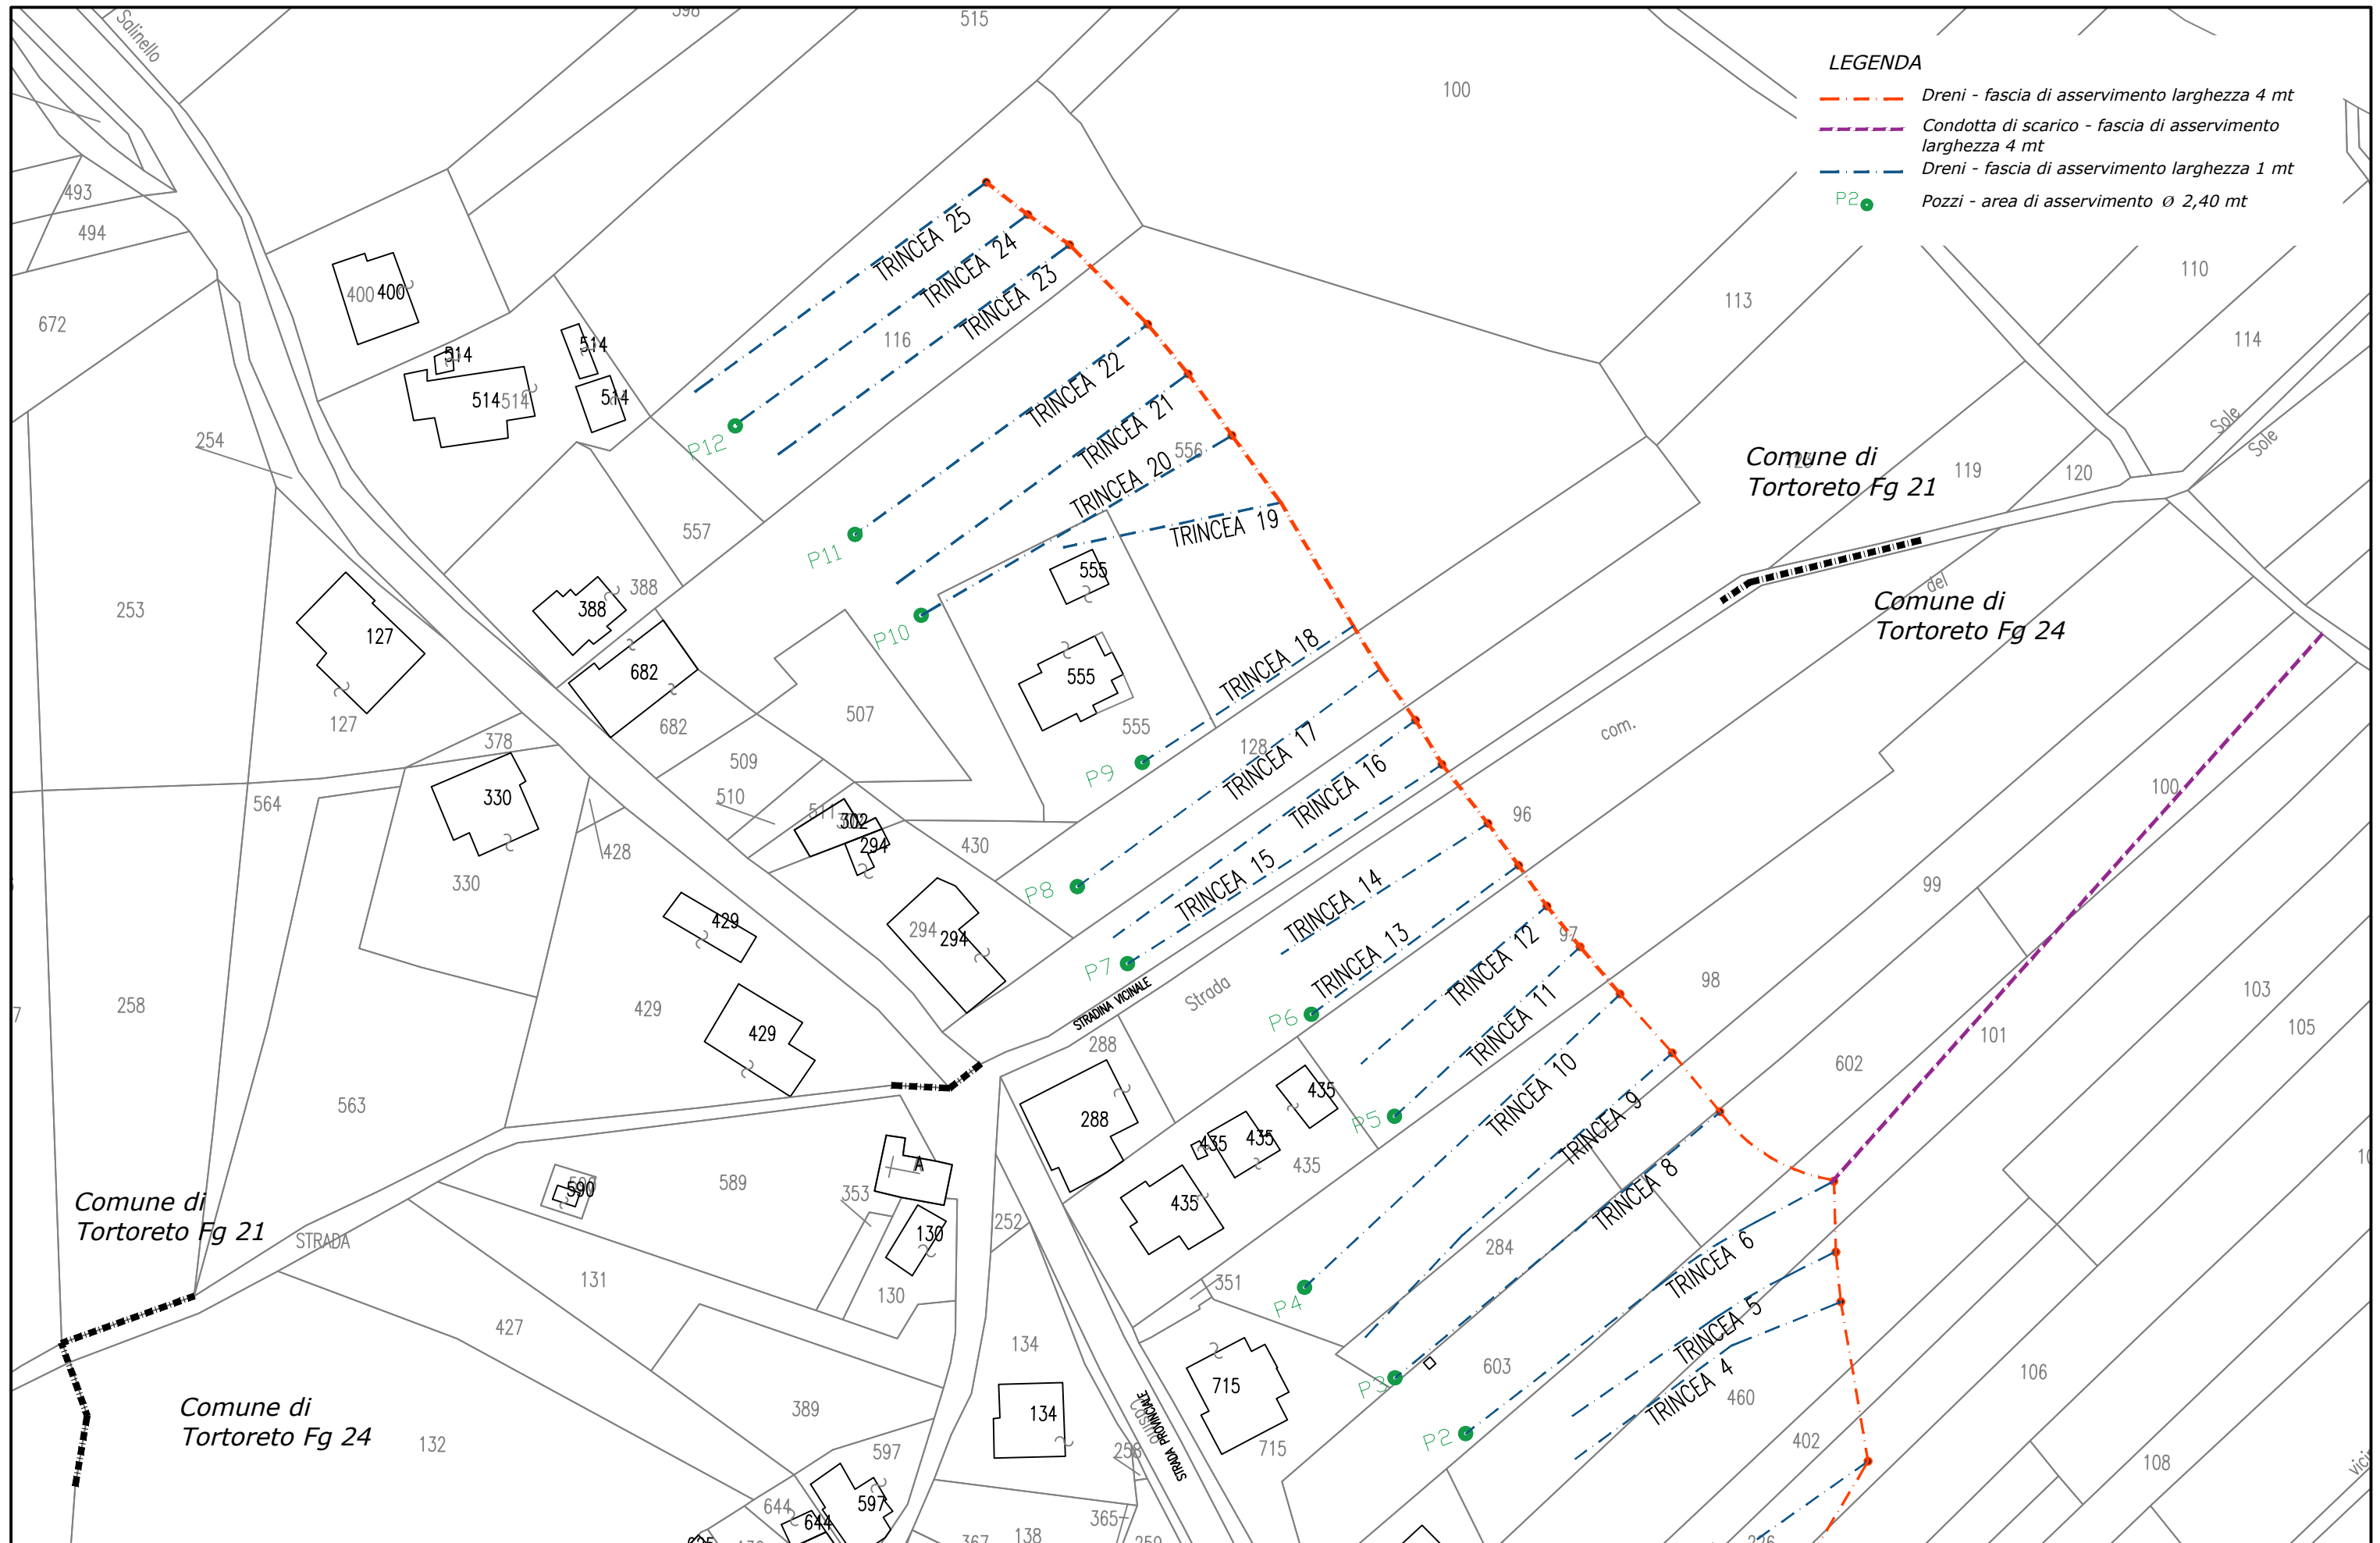 Salinello
598
515
100
LEGENDA
Dreni - fascia di asservimento larghezza 4 mt
Condotta di scarico - fascia di asservimento
larghezza 4 mt
Dreni - fascia di asservimento larghezza 1 mt
P2
Pozzi - area di asservimento Ø 2,40 mt
493
494
672
400
400
514
514
514
514
514
TRINCEA 25
TRINCEA 24
TRINCEA 23
116
TRINCEA 22
TRINCEA 21
TRINCEA 20
TRINCEA 19
556
P12
P11
P10
113
110
114
Sole
Sole
119
120
Comune di
Tortoreto Fg 21
Comune di
Tortoreto Fg 24
del
com.
254
253
557
388
388
127
127
682
682
507
509
510
511
302
294
430
294
294
555
555
555
128
TRINCEA 18
TRINCEA 17
TRINCEA 16
TRINCEA 15
TRINCEA 14
TRINCEA 13
TRINCEA 12
TRINCEA 11
TRINCEA 10
TRINCEA 9
TRINCEA 8
TRINCEA 6
TRINCEA 5
TRINCEA 4
P9
P8
P7
P6
P5
P4
P3
P2
96
97
98
99
100
101
103
105
602
106
108
378
330
330
564
428
429
429
429
258
563
STRADINA VICINALE
Strada
288
288
435
435
435
435
435
284
351
603
460
402
226
715
715
Comune di
Tortoreto Fg 21
STRADA
590
589
353
A
130
130
252
131
427
134
134
389
597
597
644
644
Comune di
Tortoreto Fg 24
132
258
STRADA PROVINCIALE
365
367
138
259